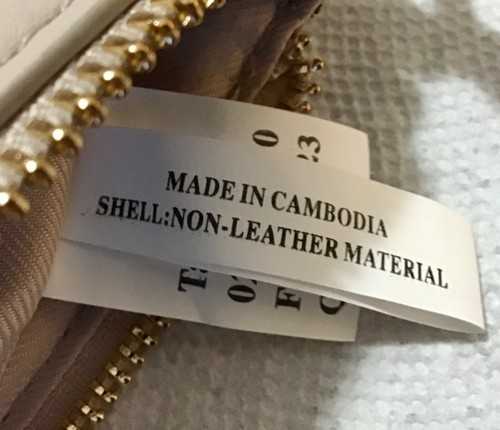 MADE IN CAMBODIA
SHELL:NON-LEATHER MATERIAL